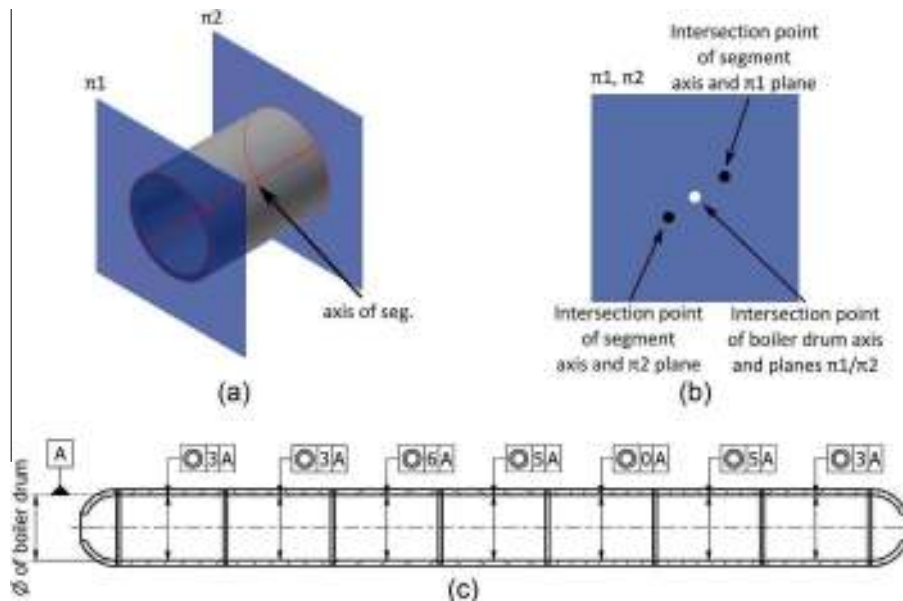 π2
π1
axis of seg.
(a)
Intersection point
of segment
axis and π1 plane
π1, π2
Intersection point
of segment
axis and π2 plane
Intersection point
of boiler drum axis
and planes π1/π2
(b)
A
◎ 3 A
◎ 3 A
◎ 6 A
◎ 5 A
◎ 0 A
◎ 5 A
◎ 3 A
Ø of boiler drum
(c)